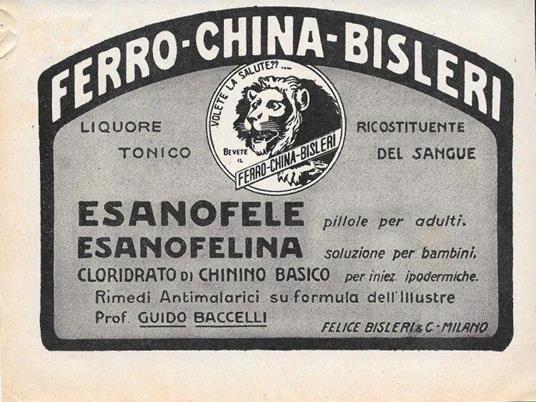 FERRO-CHINA-BISLERI
VOLETE LA SALUTE??....
BEVETE
IL
FERRO-CHINA-BISLERI
LIQUORE
TONICO
RICOSTITUENTE
DEL SANGUE
ESANOFELE pillole per adulti.
ESANOFELINA soluzione per bambini.
CLORIDRATO DI CHININO BASICO per iniez. ipodermiche.
Rimedi Antimalarici su formula dell'Illustre
Prof. GUIDO BACCELLI
FELICE BISLERI & C - MILANO